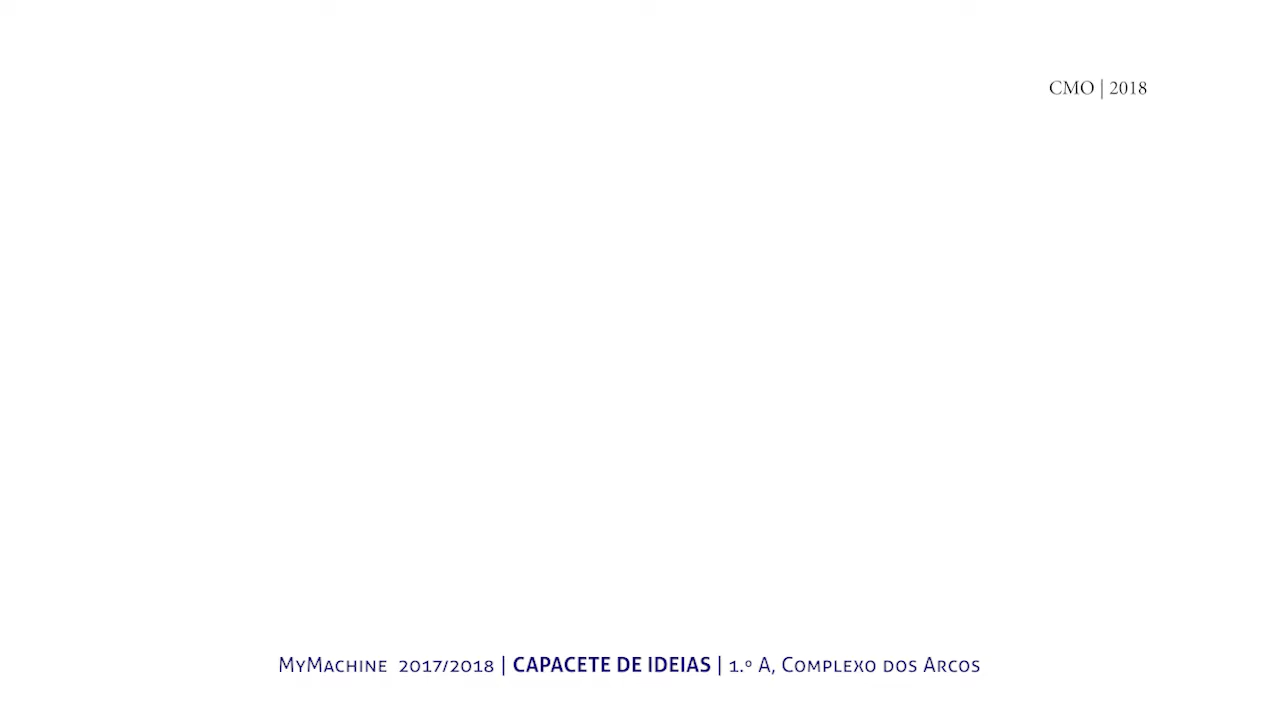 CMO | 2018
MyMachine 2017/2018 | CAPACETE DE IDEIAS | 1.º A, Complexo dos Arcos